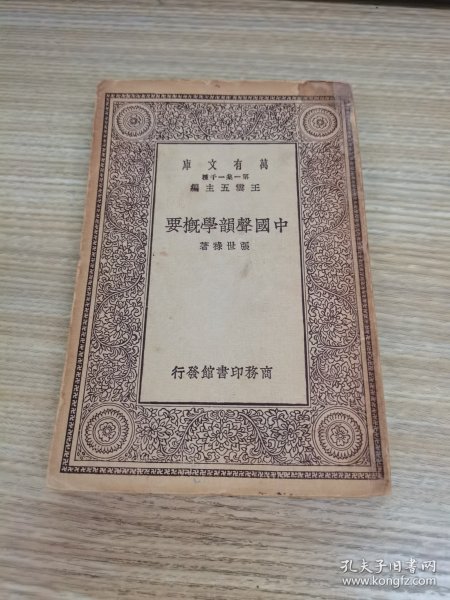 萬有文庫
第一集一千種
王雲五主編
中國聲韻學概要
張世祿著
商務印書館發行
孔夫子旧书网
www.kongfz.com